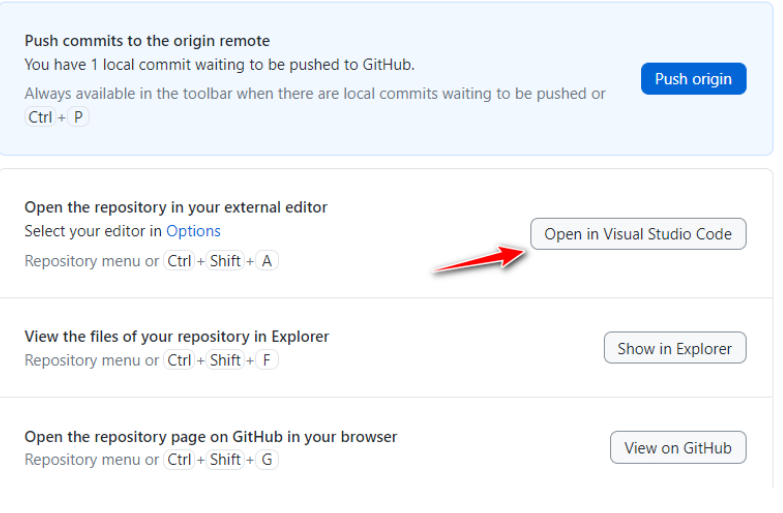 Push commits to the origin remote
You have 1 local commit waiting to be pushed to GitHub.
Always available in the toolbar when there are local commits waiting to be pushed or
Ctrl + P
Push origin
Open the repository in your external editor
Select your editor in Options
Repository menu or Ctrl + Shift + A
Open in Visual Studio Code
View the files of your repository in Explorer
Repository menu or Ctrl + Shift + F
Show in Explorer
Open the repository page on GitHub in your browser
Repository menu or Ctrl + Shift + G
View on GitHub